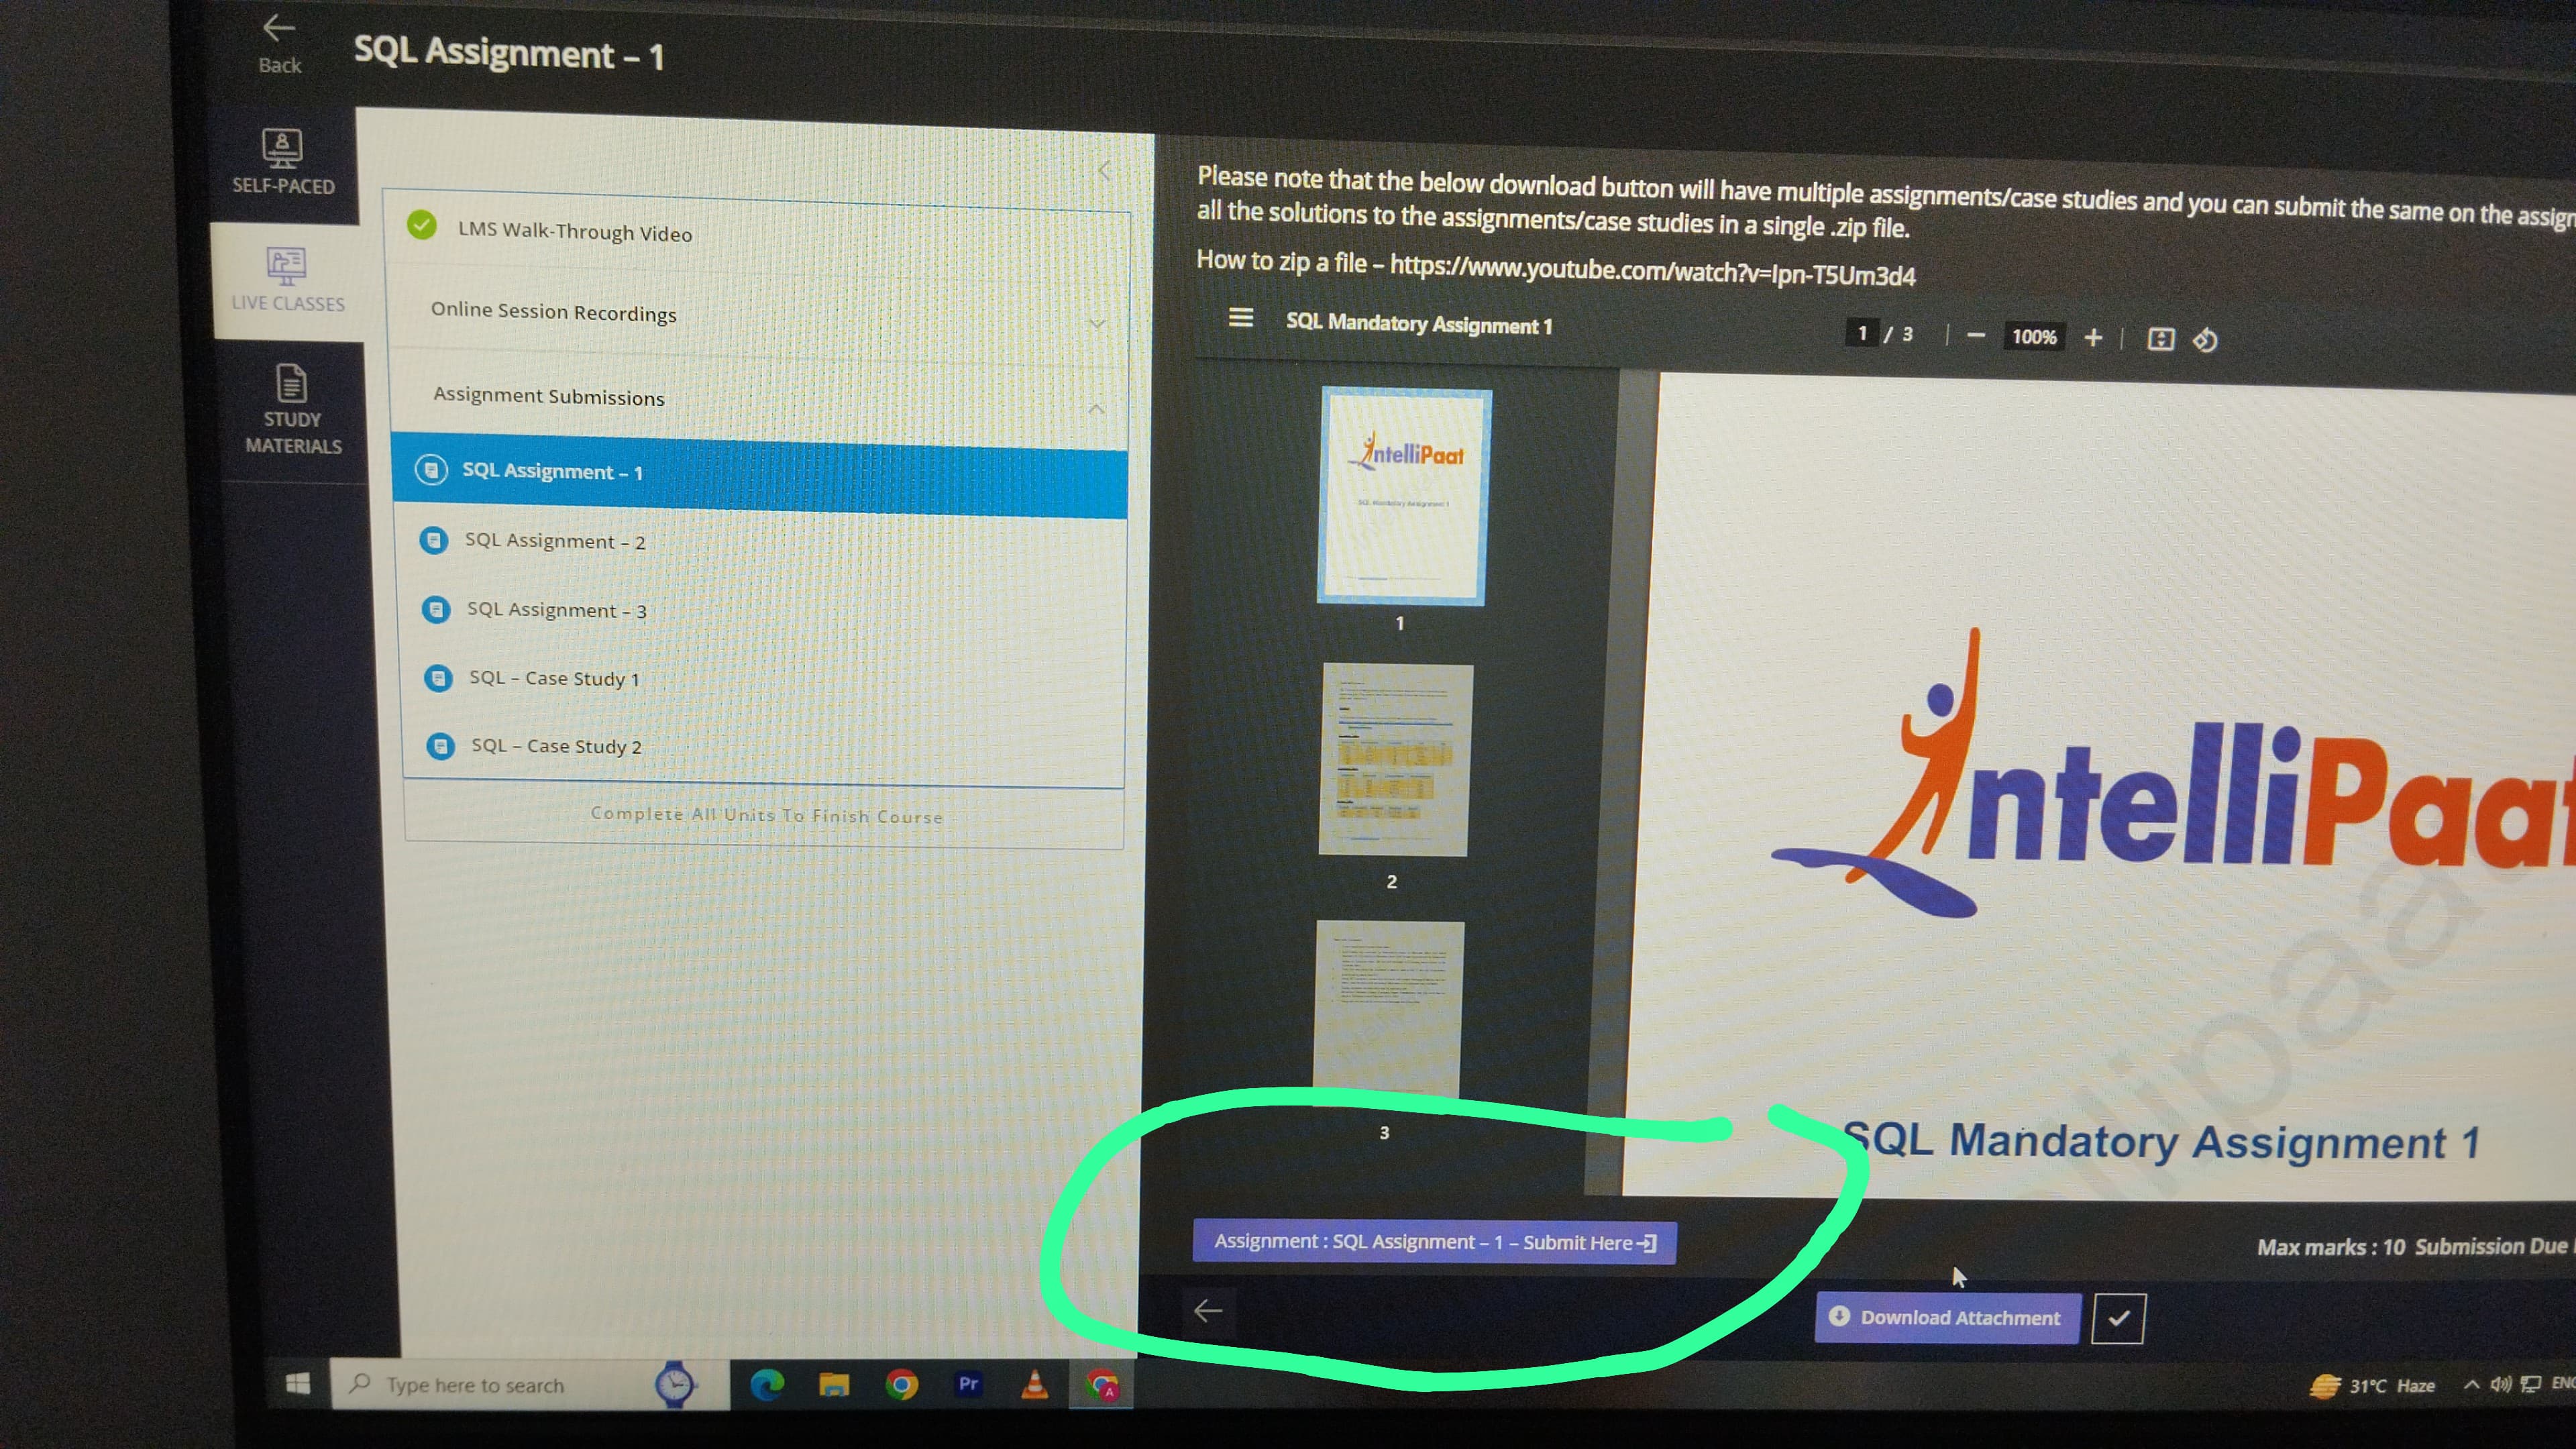 Back
SQL Assignment – 1
SELF-PACED
LIVE CLASSES
STUDY
MATERIALS
LMS Walk-Through Video
Online Session Recordings
Assignment Submissions
SQL Assignment – 1
SQL Assignment – 2
SQL Assignment – 3
SQL – Case Study 1
SQL – Case Study 2
Complete All Units To Finish Course
Please note that the below download button will have multiple assignments/case studies and you can submit the same on the
all the solutions to the assignments/case studies in a single .zip file.
How to zip a file – https://www.youtube.com/watch?v=Ipn-T5Um3d4
SQL Mandatory Assignment 1
1 / 3
100%
IntelliPaat
SQL Mandatory Assignment 1
1
2
3
IntelliPaat
SQL Mandatory Assignment 1
Assignment : SQL Assignment – 1 – Submit Here
Max marks : 10 Submission Due
Download Attachment
Type here to search
Pr
A
31°C Haze
ENG